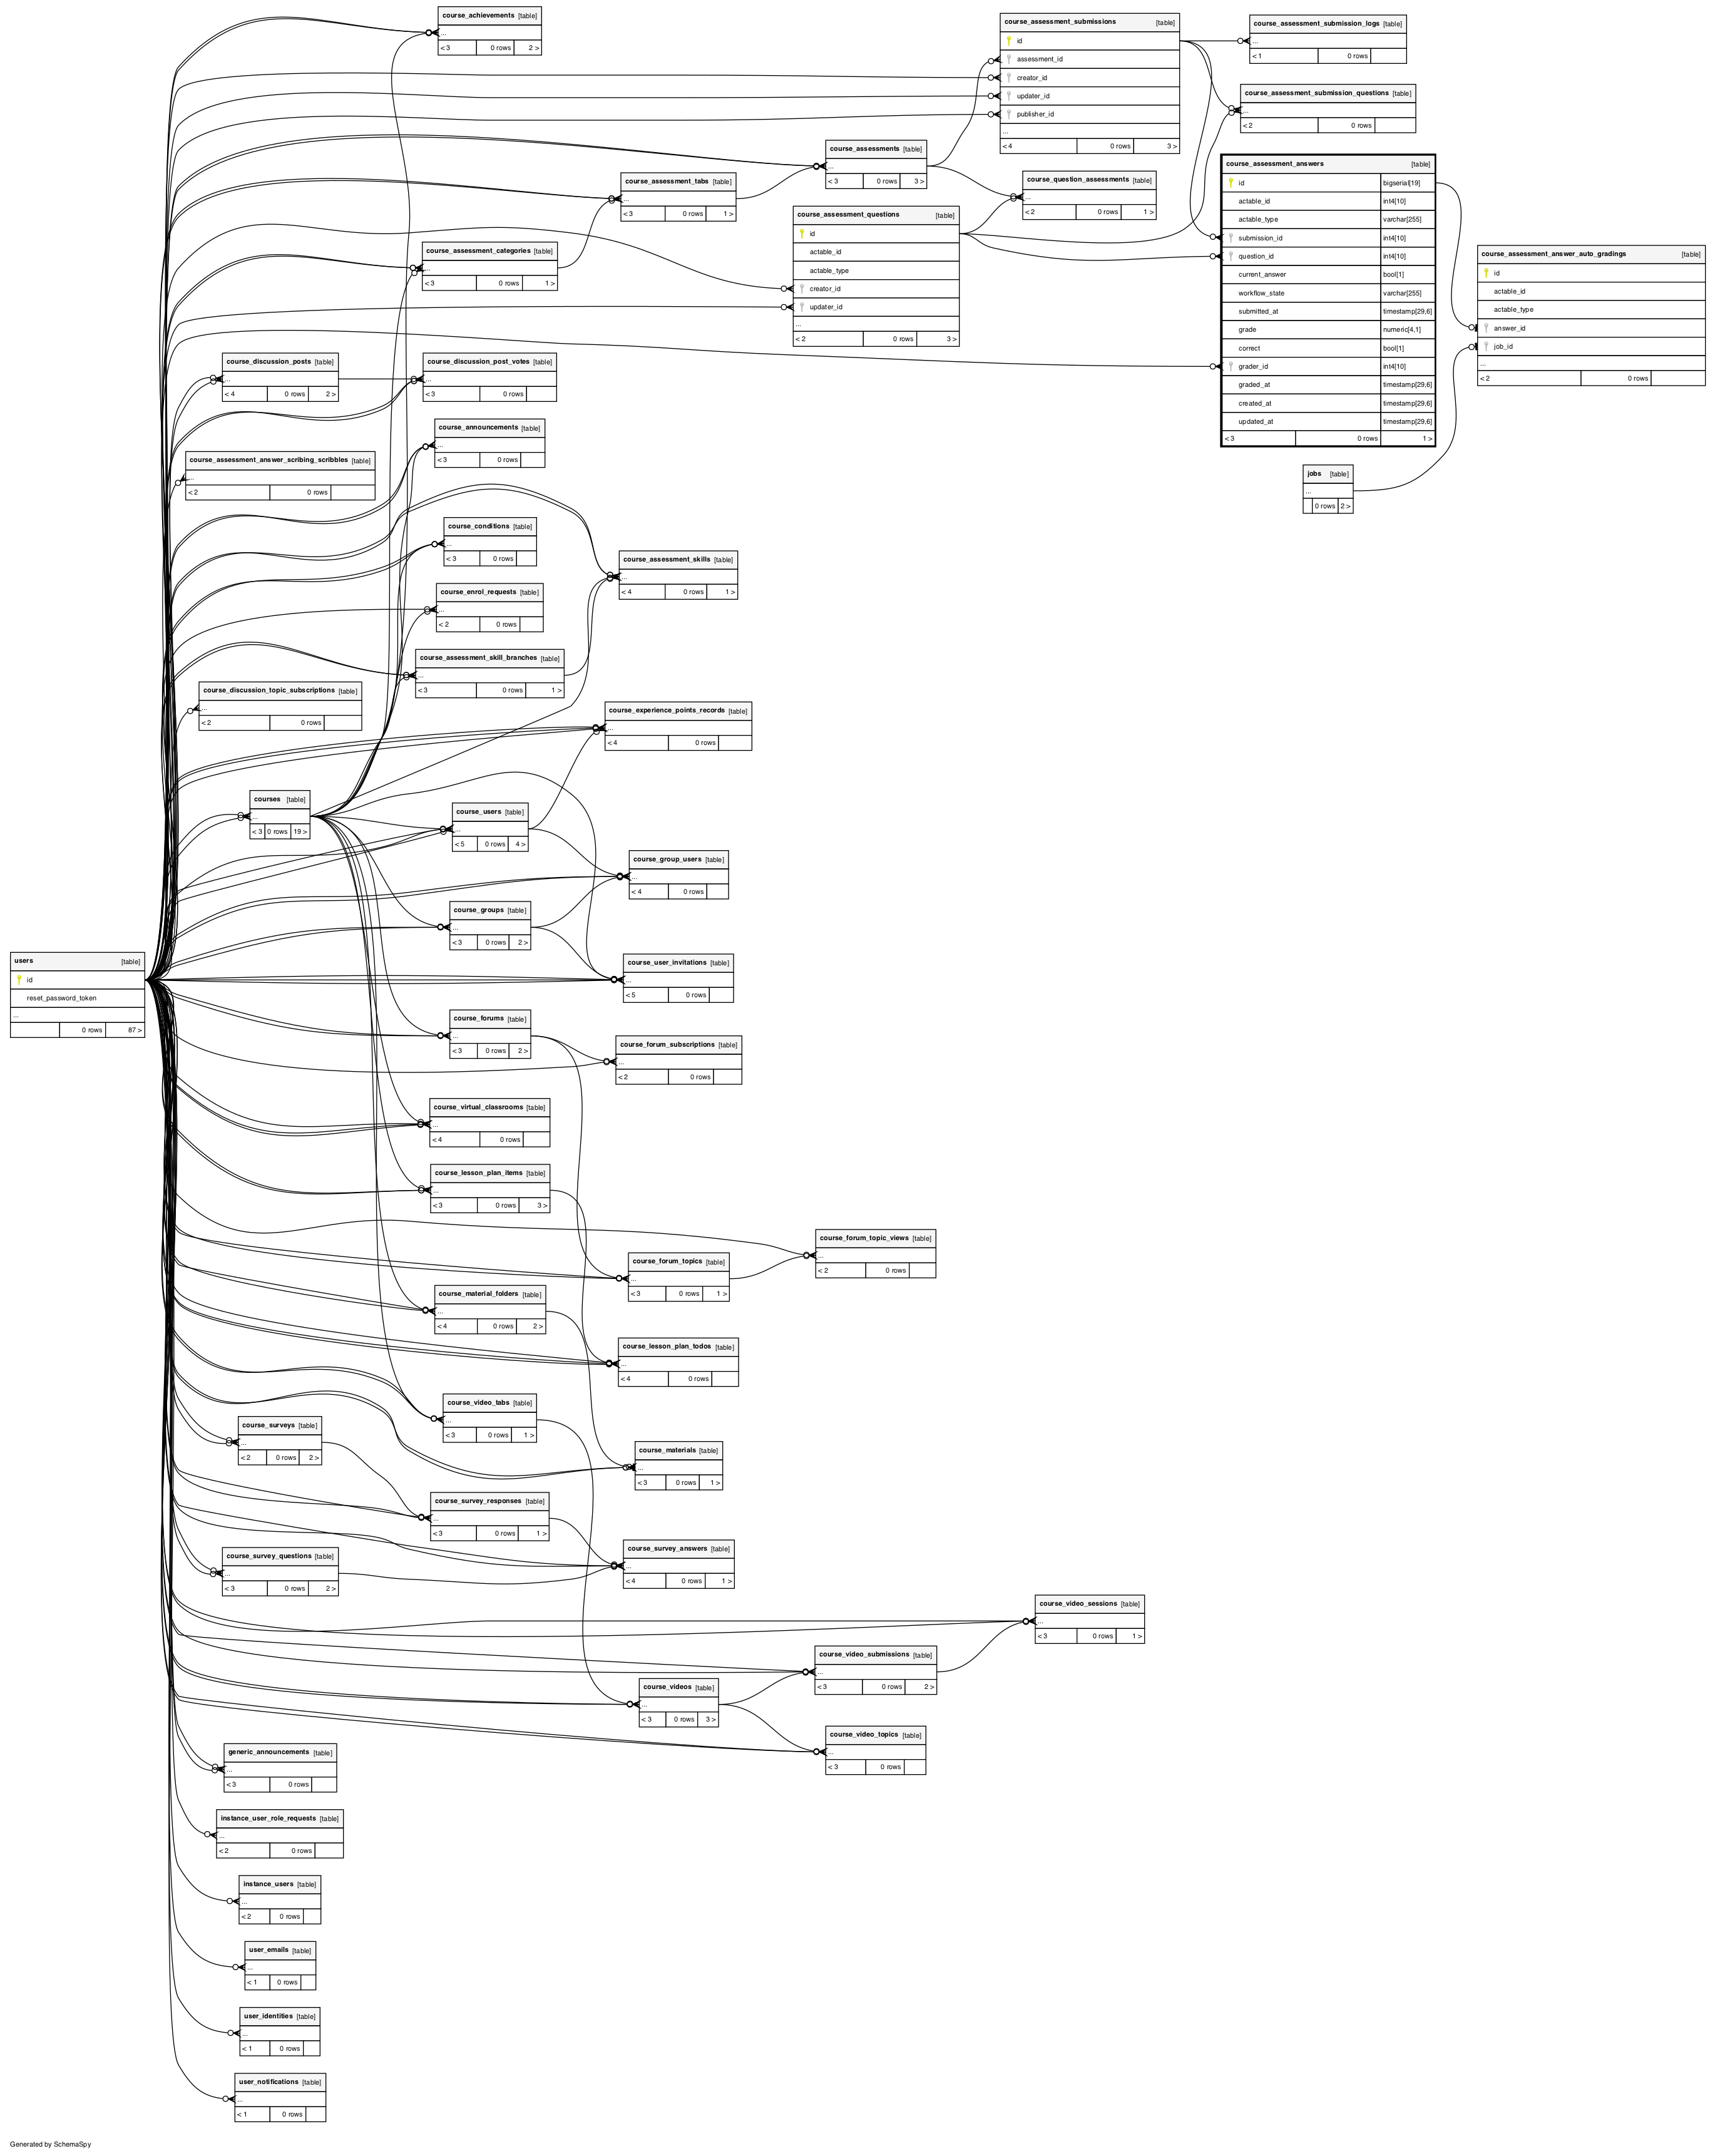 course_achievements [table]
...
< 3 0 rows 2 >
course_assessment_submissions [table]
id
assessment_id
creator_id
updater_id
publisher_id
...
< 4 0 rows 3 >
course_assessment_submission_logs [table]
...
< 1 0 rows
course_assessment_submission_questions [table]
...
< 2 0 rows
course_assessments [table]
...
< 3 0 rows 3 >
course_assessment_tabs [table]
...
< 3 0 rows 1 >
course_question_assessments [table]
...
< 2 0 rows 1 >
course_assessment_answers [table]
id bigserial[19]
actable_id int4[10]
actable_type varchar[255]
submission_id int4[10]
question_id int4[10]
current_answer bool[1]
workflow_state varchar[255]
submitted_at timestamp[29,6]
grade numeric[4,1]
correct bool[1]
grader_id int4[10]
graded_at timestamp[29,6]
created_at timestamp[29,6]
updated_at timestamp[29,6]
< 3 0 rows 1 >
course_assessment_questions [table]
id
actable_id
actable_type
creator_id
updater_id
...
< 2 0 rows 3 >
course_assessment_categories [table]
...
< 3 0 rows 1 >
course_assessment_answer_auto_gradings [table]
id
actable_id
actable_type
answer_id
job_id
...
< 2 0 rows
course_discussion_posts [table]
...
< 4 0 rows 2 >
course_discussion_post_votes [table]
...
< 3 0 rows
course_announcements [table]
...
< 3 0 rows
course_assessment_answer_scribing_scribbles [table]
...
< 2 0 rows
jobs [table]
...
0 rows 2 >
course_conditions [table]
...
< 3 0 rows
course_assessment_skills [table]
...
< 4 0 rows 1 >
course_enrol_requests [table]
...
< 2 0 rows
course_assessment_skill_branches [table]
...
< 3 0 rows 1 >
course_discussion_topic_subscriptions [table]
...
< 2 0 rows
course_experience_points_records [table]
...
< 4 0 rows
courses [table]
...
< 3 0 rows 19 >
course_users [table]
...
< 5 0 rows 4 >
course_group_users [table]
...
< 4 0 rows
course_groups [table]
...
< 3 0 rows 2 >
users [table]
id
reset_password_token
...
0 rows 87 >
course_user_invitations [table]
...
< 5 0 rows
course_forums [table]
...
< 3 0 rows 2 >
course_forum_subscriptions [table]
...
< 2 0 rows
course_virtual_classrooms [table]
...
< 4 0 rows
course_lesson_plan_items [table]
...
< 3 0 rows 3 >
course_forum_topic_views [table]
...
< 2 0 rows
course_forum_topics [table]
...
< 3 0 rows 1 >
course_material_folders [table]
...
< 4 0 rows 2 >
course_lesson_plan_todos [table]
...
< 4 0 rows
course_video_tabs [table]
...
< 3 0 rows 1 >
course_surveys [table]
...
< 2 0 rows 2 >
course_materials [table]
...
< 3 0 rows 1 >
course_survey_responses [table]
...
< 3 0 rows 1 >
course_survey_questions [table]
...
< 3 0 rows 2 >
course_survey_answers [table]
...
< 4 0 rows 1 >
course_video_sessions [table]
...
< 3 0 rows 1 >
course_video_submissions [table]
...
< 3 0 rows 2 >
course_videos [table]
...
< 3 0 rows 3 >
course_video_topics [table]
...
< 3 0 rows
generic_announcements [table]
...
< 3 0 rows
instance_user_role_requests [table]
...
< 2 0 rows
instance_users [table]
...
< 2 0 rows
user_emails [table]
...
< 1 0 rows
user_identities [table]
...
< 1 0 rows
user_notifications [table]
...
< 1 0 rows
Generated by SchemaSpy